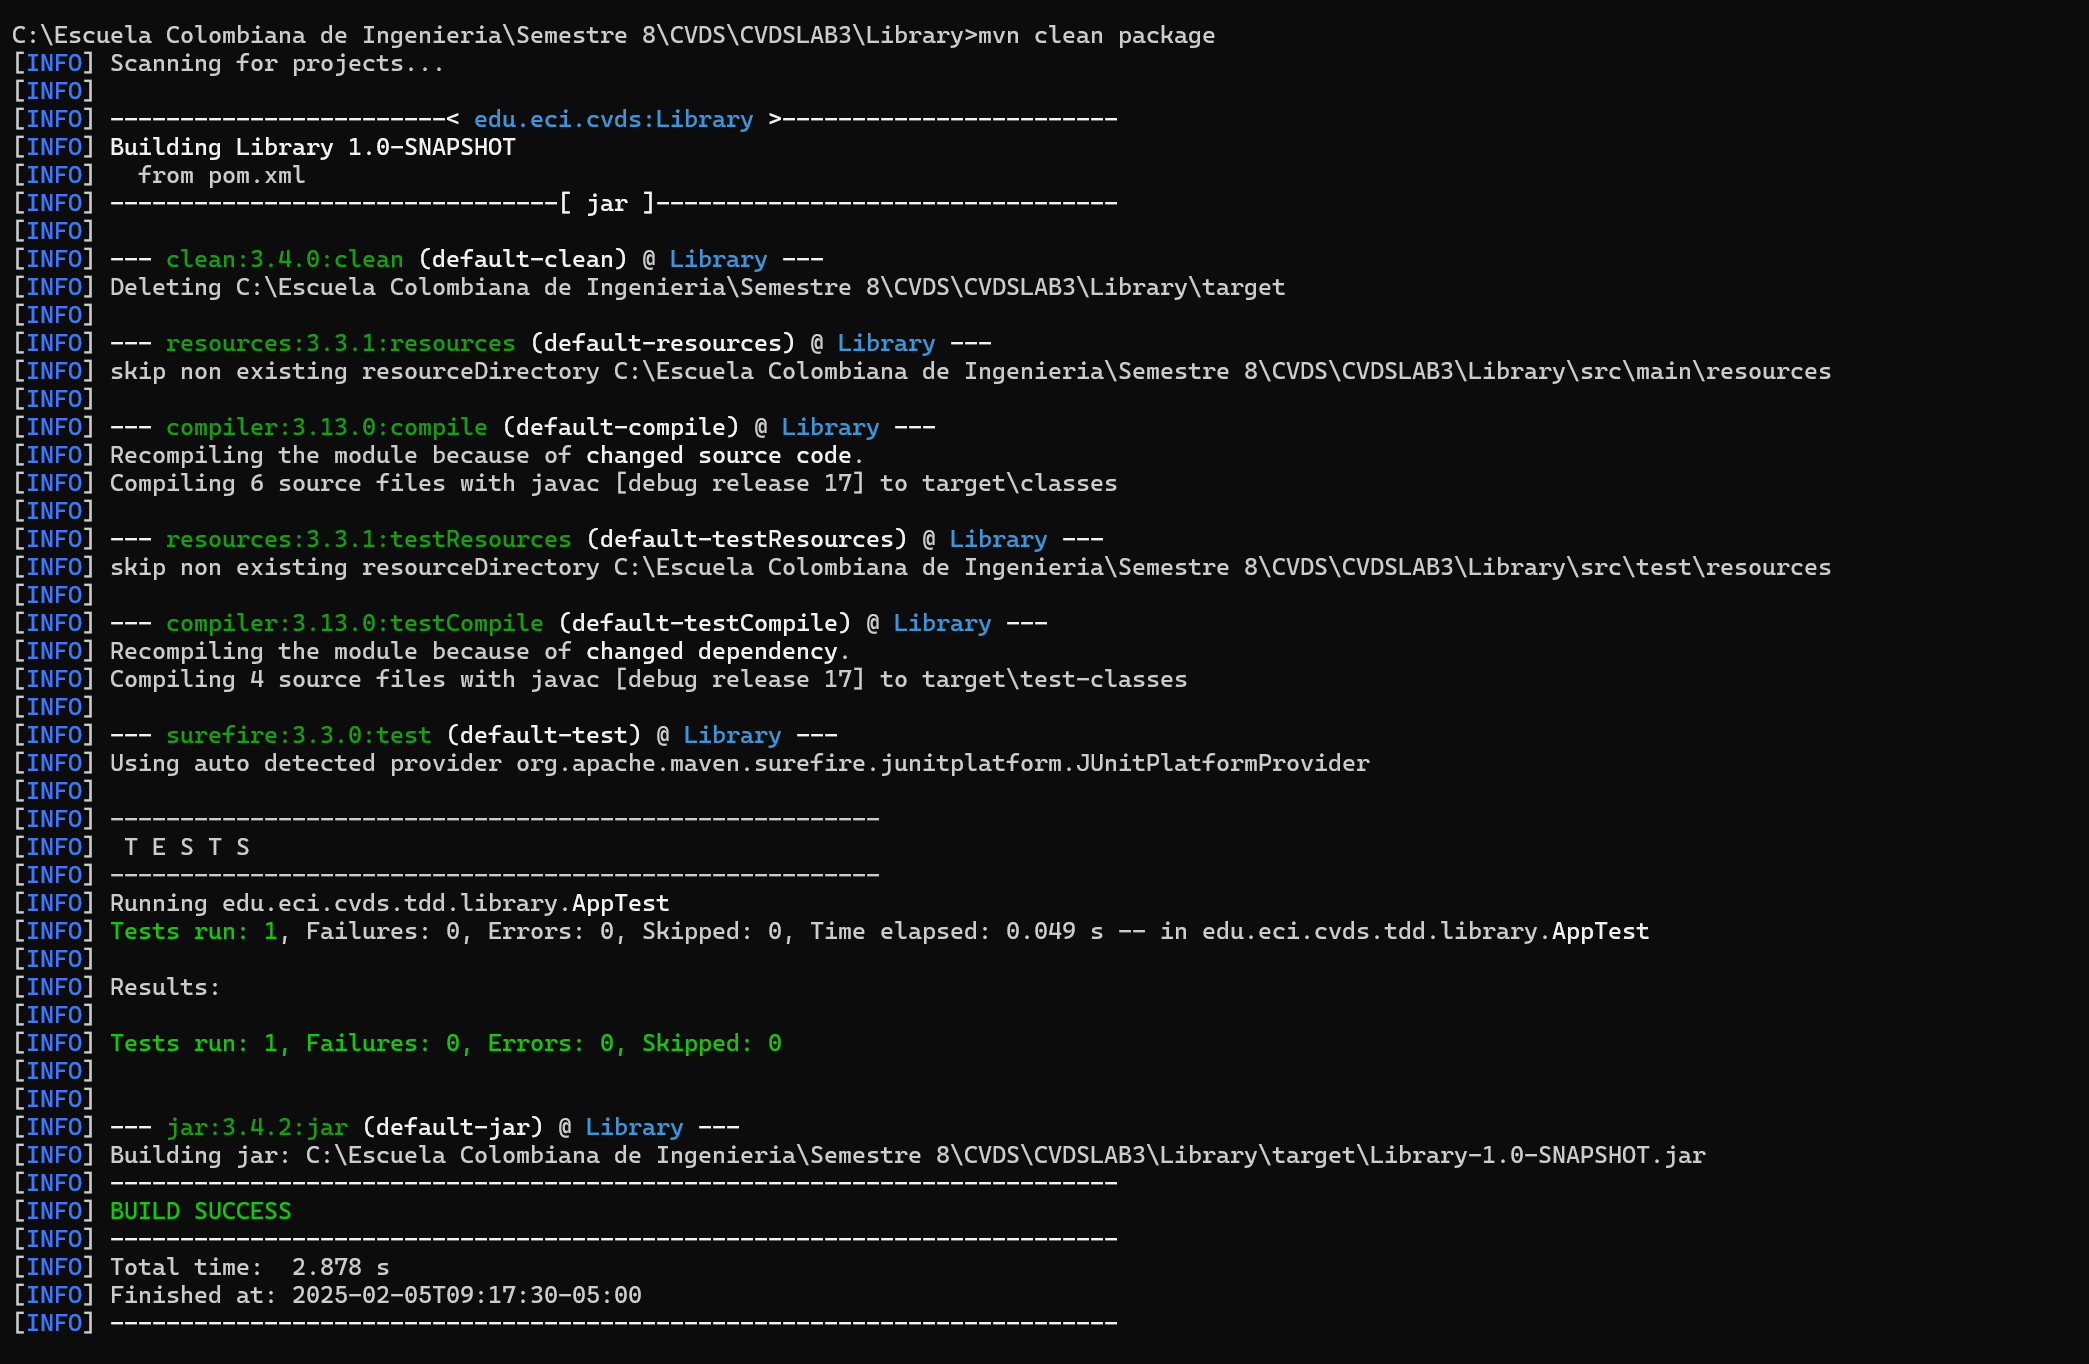 C:\Escuela Colombiana de Ingenieria\Semestre 8\CVDS\CVDSLAB3\Library>mvn clean package
[INFO] Scanning for projects...
[INFO]
[INFO] ------------------------< edu.eci.cvds:Library >------------------------
[INFO] Building Library 1.0-SNAPSHOT
[INFO]   from pom.xml
[INFO] --------------------------------[ jar ]---------------------------------
[INFO]
[INFO] --- clean:3.4.0:clean (default-clean) @ Library ---
[INFO] Deleting C:\Escuela Colombiana de Ingenieria\Semestre 8\CVDS\CVDSLAB3\Library\target
[INFO]
[INFO] --- resources:3.3.1:resources (default-resources) @ Library ---
[INFO] skip non existing resourceDirectory C:\Escuela Colombiana de Ingenieria\Semestre 8\CVDS\CVDSLAB3\Library\src\main\resources
[INFO]
[INFO] --- compiler:3.13.0:compile (default-compile) @ Library ---
[INFO] Recompiling the module because of changed source code.
[INFO] Compiling 6 source files with javac [debug release 17] to target\classes
[INFO]
[INFO] --- resources:3.3.1:testResources (default-testResources) @ Library ---
[INFO] skip non existing resourceDirectory C:\Escuela Colombiana de Ingenieria\Semestre 8\CVDS\CVDSLAB3\Library\src\test\resources
[INFO]
[INFO] --- compiler:3.13.0:testCompile (default-testCompile) @ Library ---
[INFO] Recompiling the module because of changed dependency.
[INFO] Compiling 4 source files with javac [debug release 17] to target\test-classes
[INFO]
[INFO] --- surefire:3.3.0:test (default-test) @ Library ---
[INFO] Using auto detected provider org.apache.maven.surefire.junitplatform.JUnitPlatformProvider
[INFO]
[INFO] -------------------------------------------------------
[INFO]  T E S T S
[INFO] -------------------------------------------------------
[INFO] Running edu.eci.cvds.tdd.library.AppTest
[INFO] Tests run: 1, Failures: 0, Errors: 0, Skipped: 0, Time elapsed: 0.049 s -- in edu.eci.cvds.tdd.library.AppTest
[INFO]
[INFO] Results:
[INFO]
[INFO] Tests run: 1, Failures: 0, Errors: 0, Skipped: 0
[INFO]
[INFO]
[INFO] --- jar:3.4.2:jar (default-jar) @ Library ---
[INFO] Building jar: C:\Escuela Colombiana de Ingenieria\Semestre 8\CVDS\CVDSLAB3\Library\target\Library-1.0-SNAPSHOT.jar
[INFO] ------------------------------------------------------------------------
[INFO] BUILD SUCCESS
[INFO] ------------------------------------------------------------------------
[INFO] Total time:  2.878 s
[INFO] Finished at: 2025-02-05T09:17:30-05:00
[INFO] ------------------------------------------------------------------------